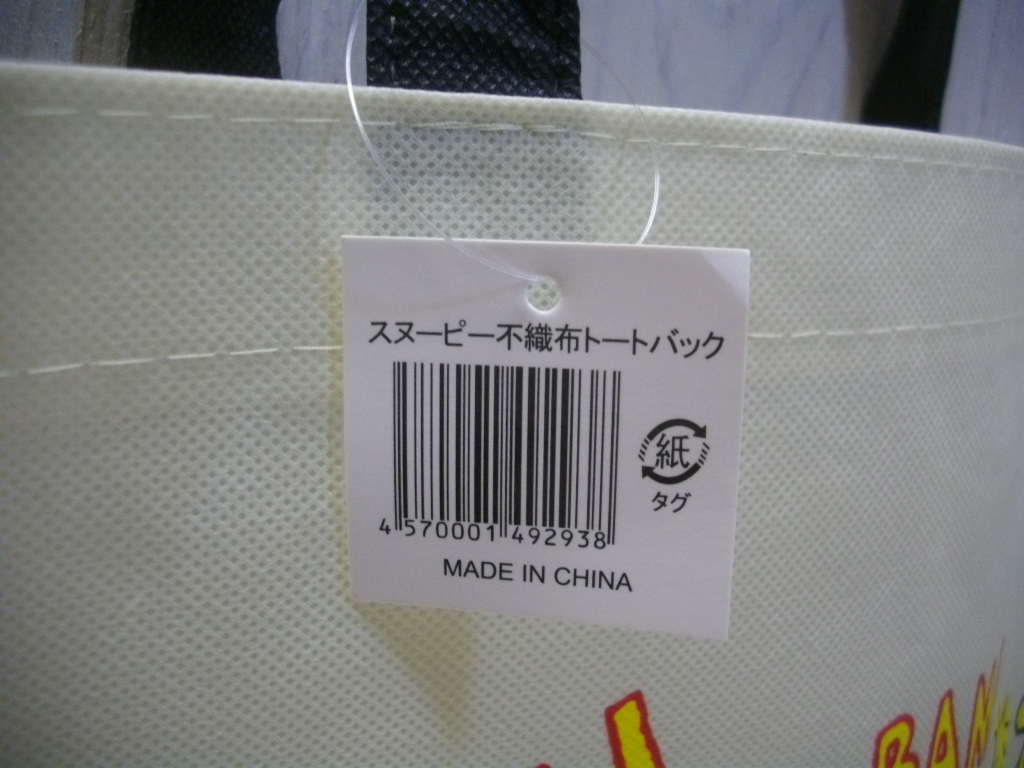 スヌーピー不織布トートバック
紙
タグ
4 570001 492938
MADE IN CHINA
BAN